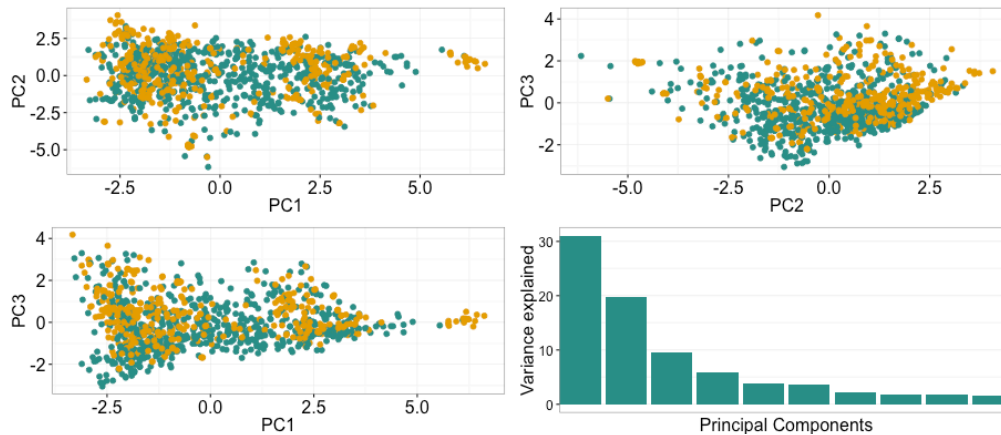 2.5
0.0
-2.5
-5.0
PC2
-2.5 0.0 2.5 5.0
PC1
4
2
0
-2
PC3
-5.0 -2.5 0.0 2.5
PC2
4
2
0
-2
PC3
-2.5 0.0 2.5 5.0
PC1
30
20
10
0
Variance explained
Principal Components